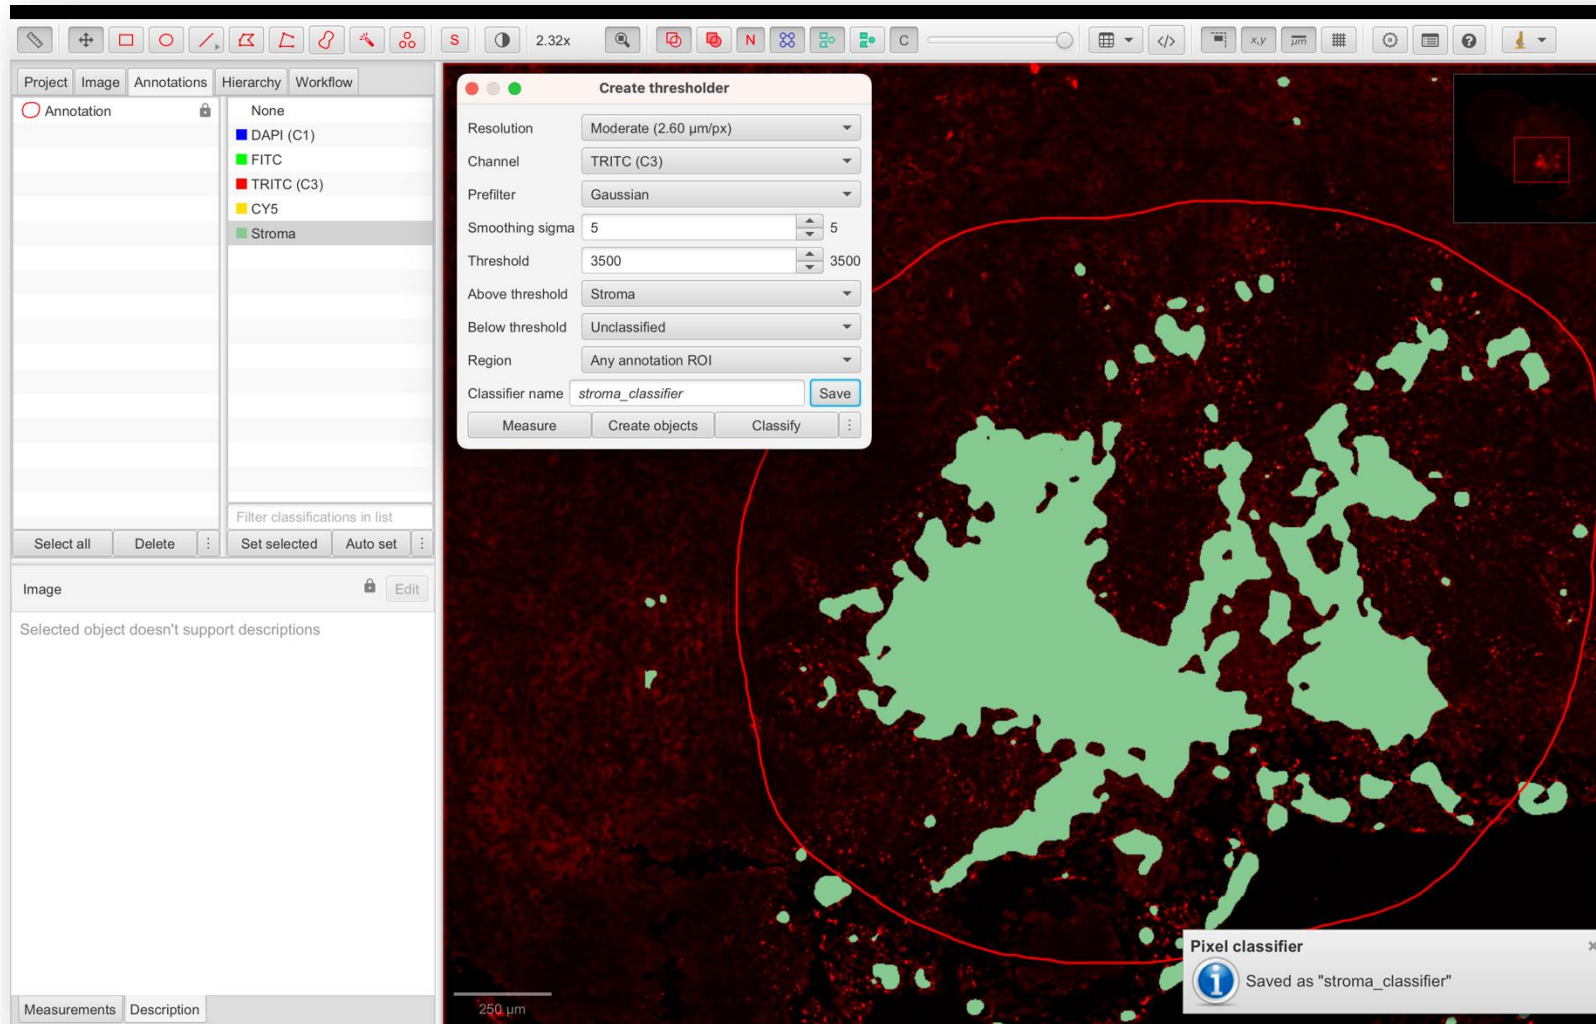 S
2.32x
N
C
</>
x,y
μm
Project
Image
Annotations
Hierarchy
Workflow
Annotation
None
DAPI (C1)
FITC
TRITC (C3)
CY5
Stroma
Filter classifications in list
Select all
Delete
Set selected
Auto set
Image
Edit
Selected object doesn't support descriptions
Measurements
Description
Create thresholder
Resolution Moderate (2.60 μm/px)
Channel TRITC (C3)
Prefilter Gaussian
Smoothing sigma 5 5
Threshold 3500 3500
Above threshold Stroma
Below threshold Unclassified
Region Any annotation ROI
Classifier name stroma_classifier Save
Measure Create objects Classify
250 μm
Pixel classifier
Saved as "stroma_classifier"